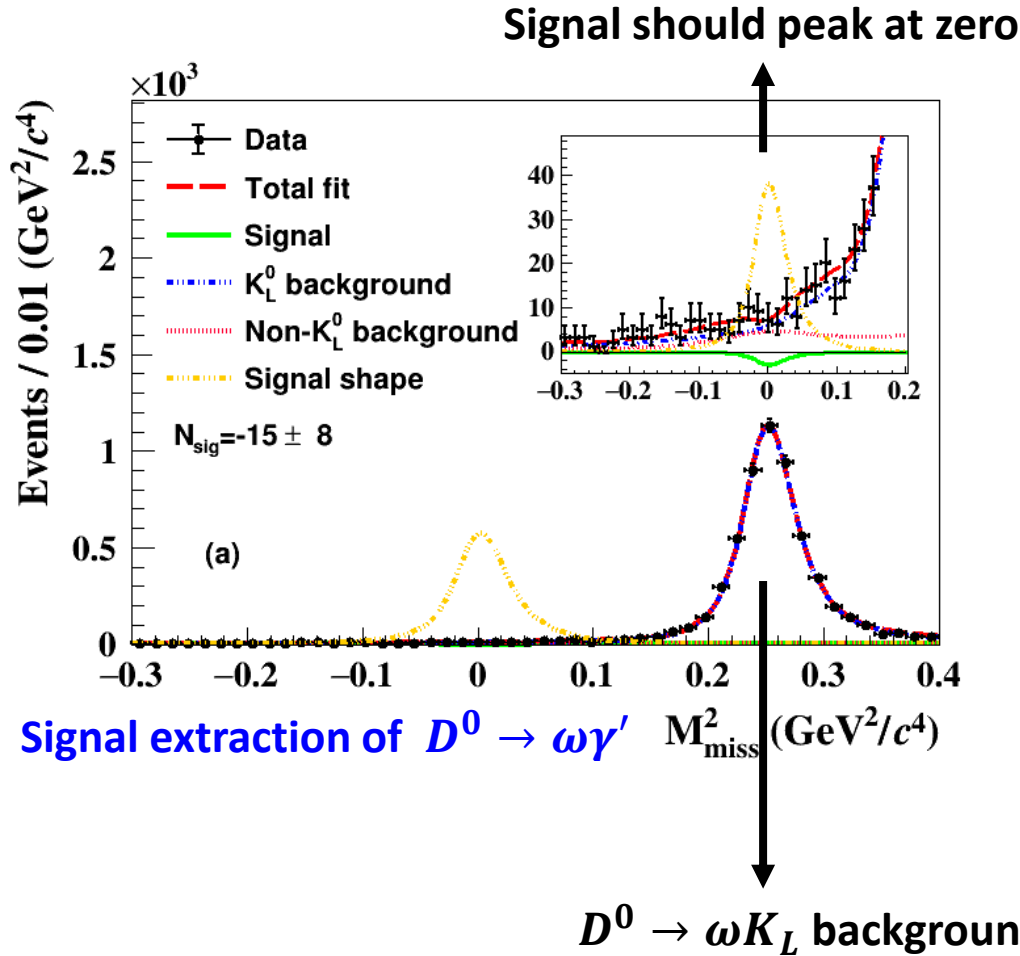 Signal should peak at zero
×10³
Events / 0.01 (GeV²/c⁴)
2.5
2
1.5
1
0.5
0
Data
Total fit
Signal
K⁰_L background
Non-K⁰_L background
Signal shape
N_sig=-15 ± 8
(a)
40
30
20
10
0
−0.3 −0.2 −0.1 0 0.1 0.2
−0.3 −0.2 −0.1 0 0.1 0.2 0.3 0.4
Signal extraction of D⁰ → ωγ′ M²_miss (GeV²/c⁴)
D⁰ → ωK_L backgroun